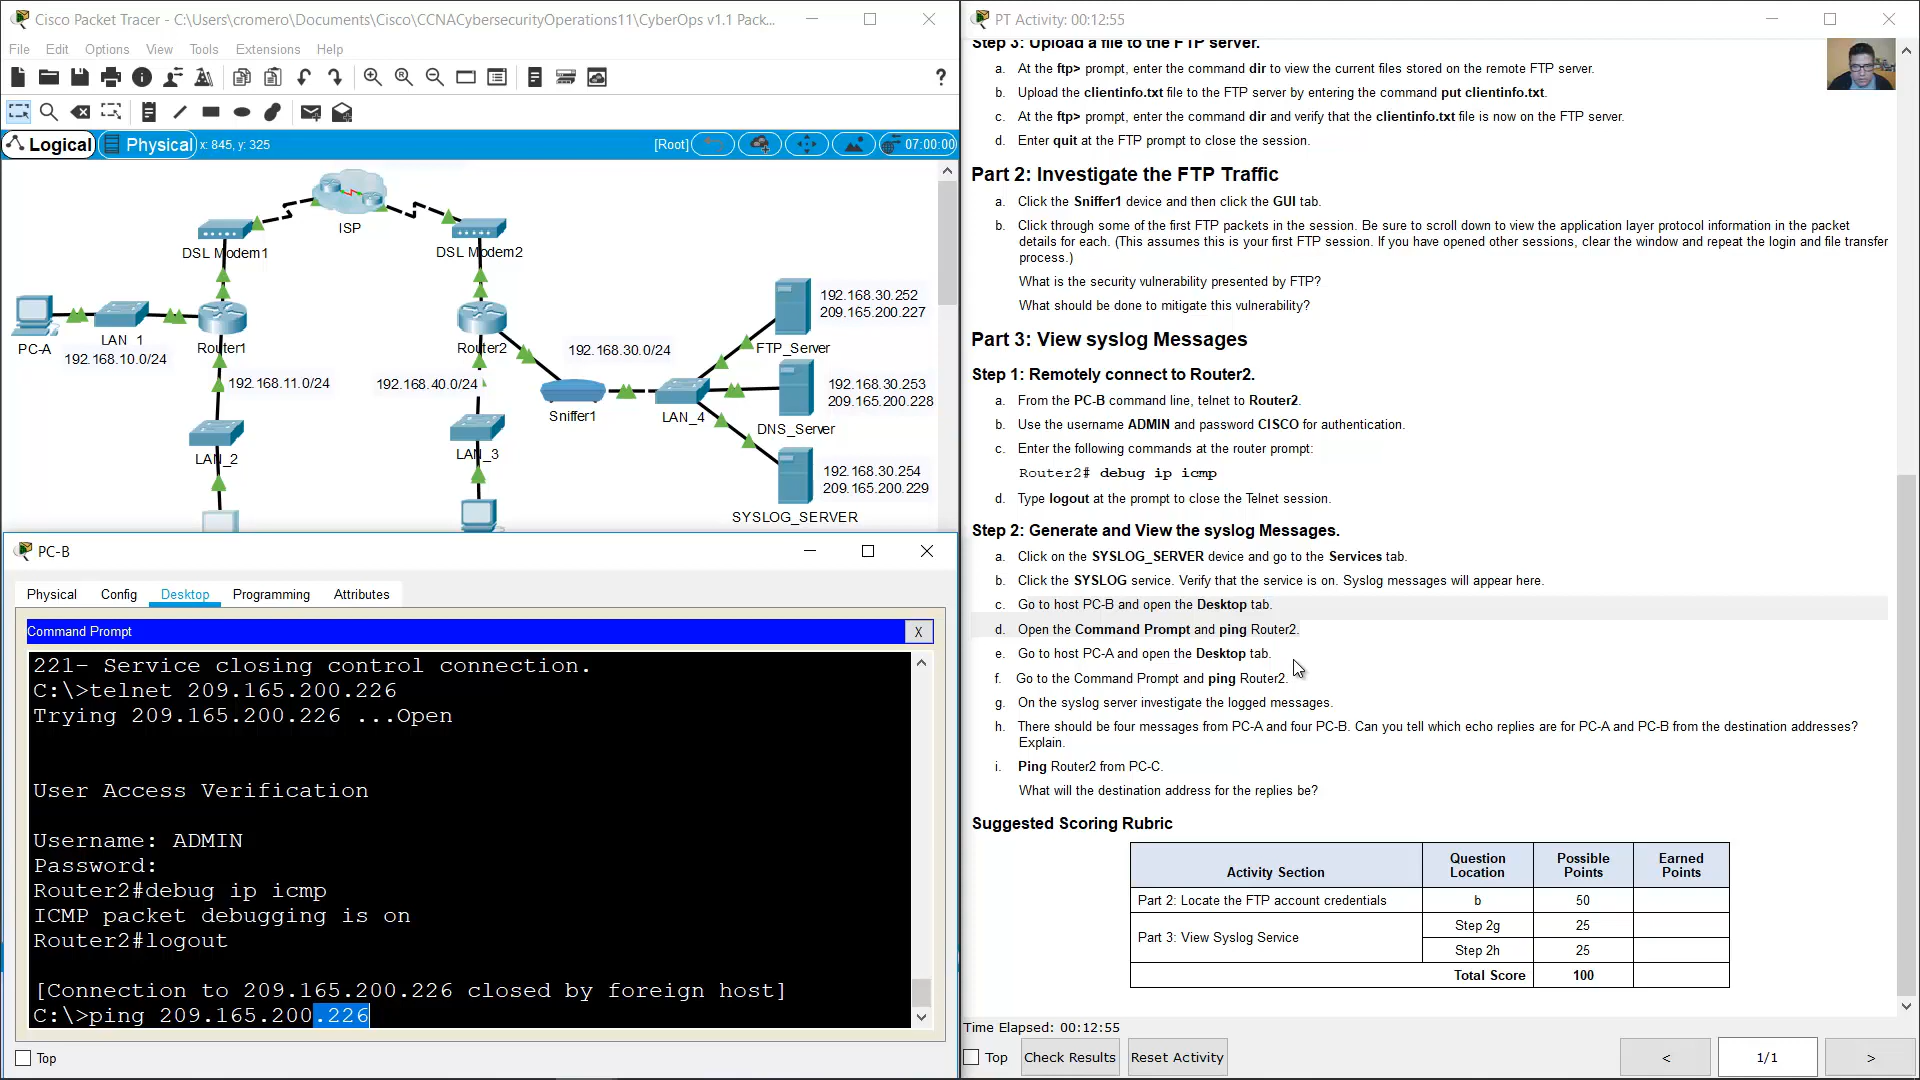 Cisco Packet Tracer - C:\Users\cromero\Documents\Cisco\CCNACybersecurityOperations11\CyberOps v1.1 Pack...
File Edit Options View Tools Extensions Help
?
Logical Physical x: 845, y: 325 [Root] 07:00:00
ISP
DSL Modem1
DSL Modem2
192.168.30.252
209.165.200.227
PC-A
LAN_1
192.168.10.0/24
Router1
Router2
192.168.30.0/24
FTP_Server
192.168.11.0/24
192.168.40.0/24
192.168.30.253
209.165.200.228
Sniffer1
LAN_4
DNS_Server
LAN_2
LAN_3
192.168.30.254
209.165.200.229
SYSLOG_SERVER
PC-B
Physical Config Desktop Programming Attributes
Command Prompt X
221- Service closing control connection.
C:\>telnet 209.165.200.226
Trying 209.165.200.226 ...Open
User Access Verification
Username: ADMIN
Password:
Router2#debug ip icmp
ICMP packet debugging is on
Router2#logout
[Connection to 209.165.200.226 closed by foreign host]
C:\>ping 209.165.200.226
Top
PT Activity: 00:12:55
Step 3: Upload a file to the FTP server.
a. At the ftp> prompt, enter the command dir to view the current files stored on the remote FTP server.
b. Upload the clientinfo.txt file to the FTP server by entering the command put clientinfo.txt.
c. At the ftp> prompt, enter the command dir and verify that the clientinfo.txt file is now on the FTP server.
d. Enter quit at the FTP prompt to close the session.
Part 2: Investigate the FTP Traffic
a. Click the Sniffer1 device and then click the GUI tab.
b. Click through some of the first FTP packets in the session. Be sure to scroll down to view the application layer protocol information in the packet
details for each. (This assumes this is your first FTP session. If you have opened other sessions, clear the window and repeat the login and file transfer
process.)
What is the security vulnerability presented by FTP?
What should be done to mitigate this vulnerability?
Part 3: View syslog Messages
Step 1: Remotely connect to Router2.
a. From the PC-B command line, telnet to Router2.
b. Use the username ADMIN and password CISCO for authentication.
c. Enter the following commands at the router prompt:
Router2# debug ip icmp
d. Type logout at the prompt to close the Telnet session.
Step 2: Generate and View the syslog Messages.
a. Click on the SYSLOG_SERVER device and go to the Services tab.
b. Click the SYSLOG service. Verify that the service is on. Syslog messages will appear here.
c. Go to host PC-B and open the Desktop tab.
d. Open the Command Prompt and ping Router2.
e. Go to host PC-A and open the Desktop tab.
f. Go to the Command Prompt and ping Router2.
g. On the syslog server investigate the logged messages.
h. There should be four messages from PC-A and four PC-B. Can you tell which echo replies are for PC-A and PC-B from the destination addresses?
Explain.
i. Ping Router2 from PC-C.
What will the destination address for the replies be?
Suggested Scoring Rubric
Activity Section Question Location Possible Points Earned Points
Part 2: Locate the FTP account credentials b 50
Part 3: View Syslog Service Step 2g 25
Step 2h 25
Total Score 100
Time Elapsed: 00:12:55
Top Check Results Reset Activity < 1/1 >